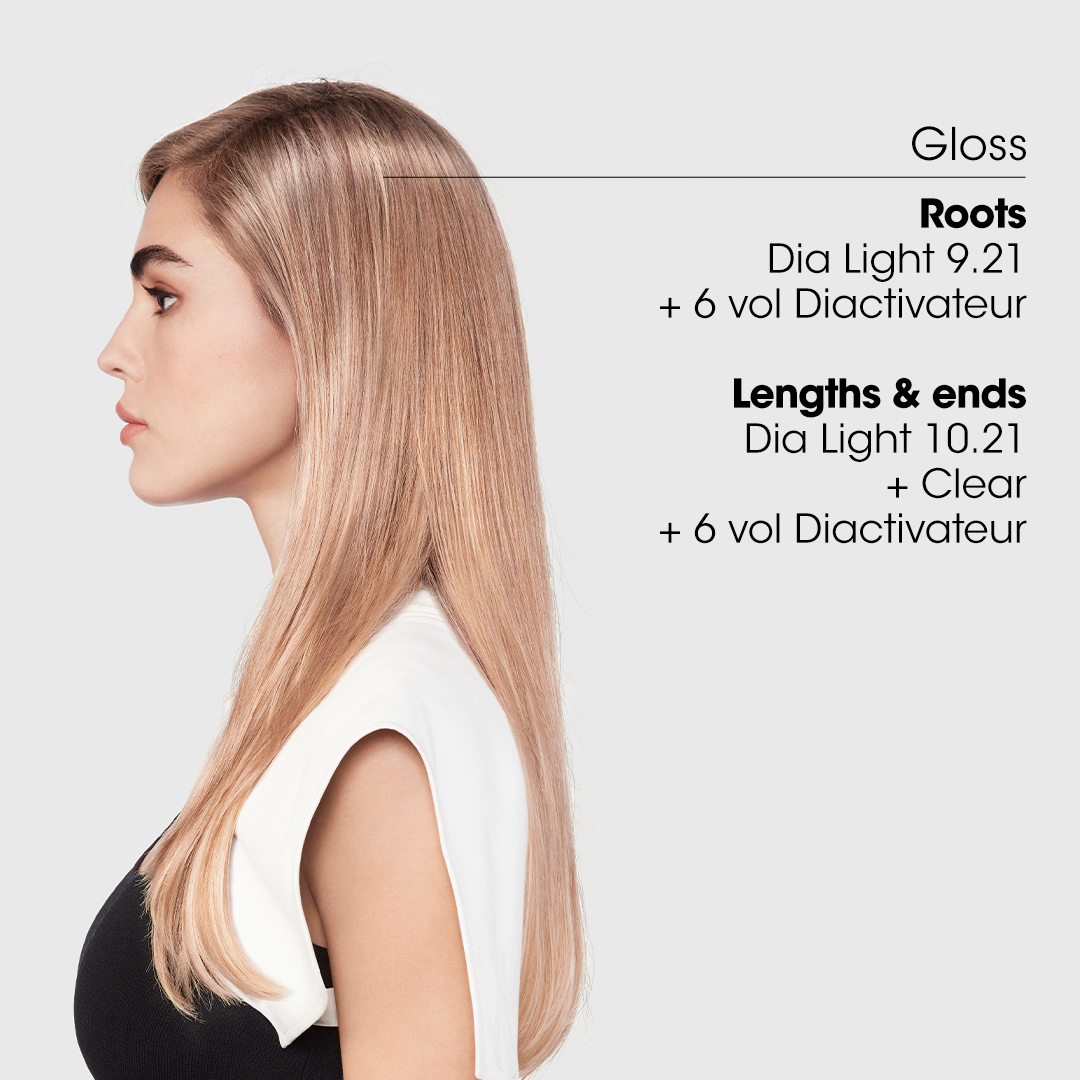 Gloss
Roots
Dia Light 9.21
+ 6 vol Diactivateur
Lengths & ends
Dia Light 10.21
+ Clear
+ 6 vol Diactivateur